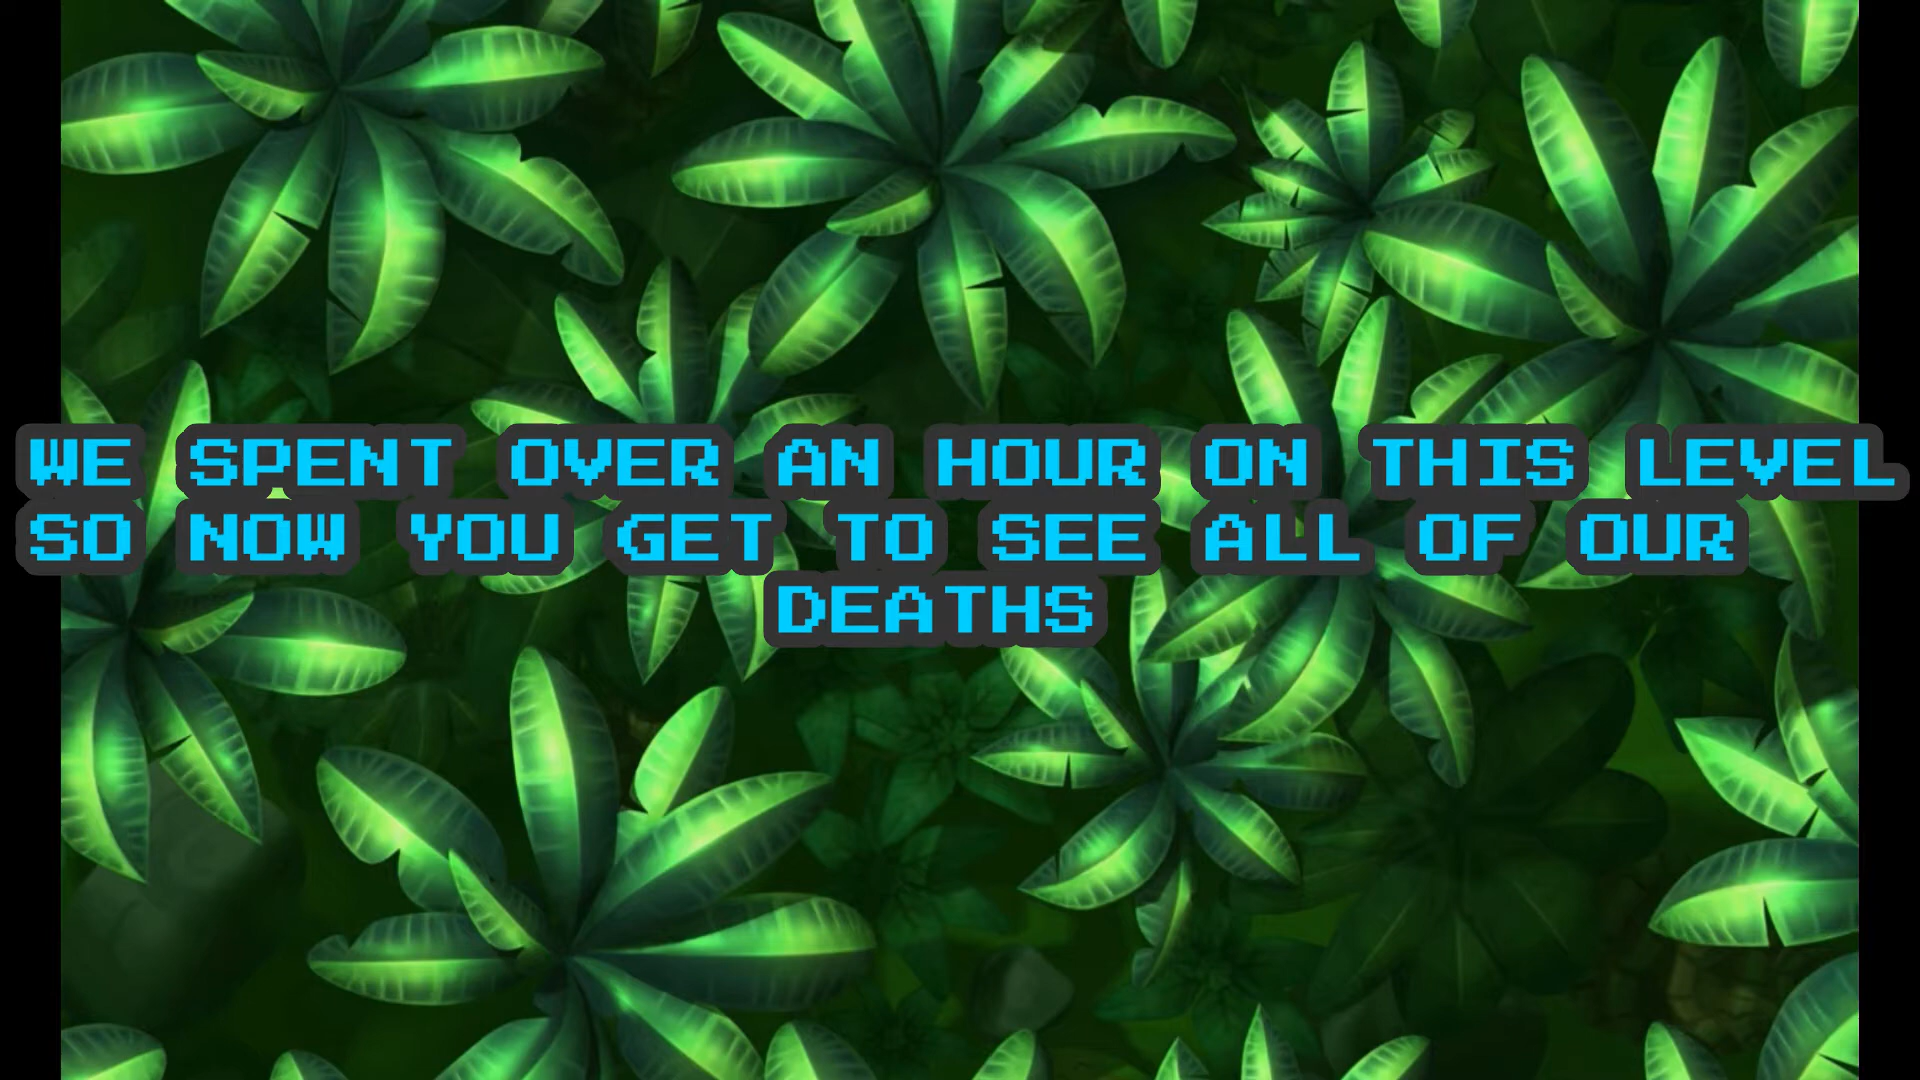 WE SPENT OVER AN HOUR ON THIS LEVEL
SO NOW YOU GET TO SEE ALL OF OUR
DEATHS